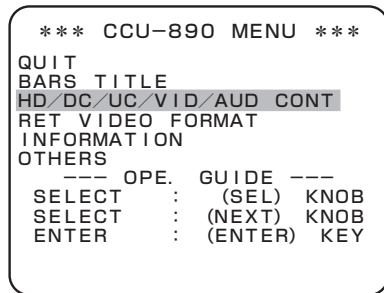 *** CCU-890 MENU ***
QUIT
BARS TITLE
HD/DC/UC/VID/AUD CONT
RET VIDEO FORMAT
INFORMATION
OTHERS
--- OPE. GUIDE ---
SELECT : (SEL) KNOB
SELECT : (NEXT) KNOB
ENTER : (ENTER) KEY